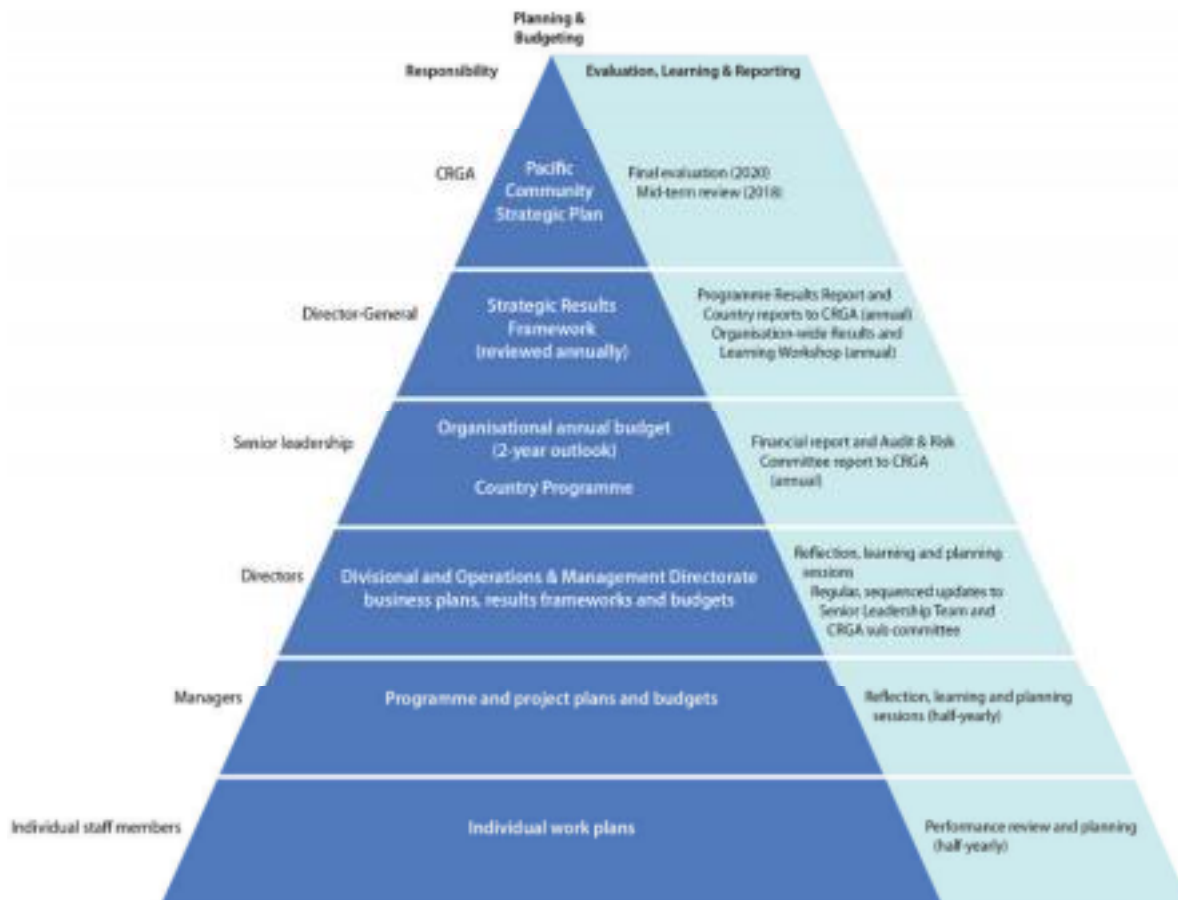 Planning &
Budgeting
Responsibility
Evaluation, Learning & Reporting
CRGA
Pacific
Community
Strategic Plan
Final evaluation (2020)
Mid-term review (2018)
Director-General
Strategic Results
Framework
(reviewed annually)
Programme Results Report and
Country reports to CRGA (annual)
Organisation-wide Results and
Learning Workshop (annual)
Senior leadership
Organisational annual budget
(2-year outlook)
Country Programme
Financial report and Audit & Risk
Committee report to CRGA
(annual)
Directors
Divisional and Operations & Management Directorate
business plans, results frameworks and budgets
Reflection, learning and planning
sessions
Regular, sequenced updates to
Senior Leadership Team and
CRGA sub-committee
Managers
Programme and project plans and budgets
Reflection, learning and planning
sessions (half-yearly)
Individual staff members
Individual work plans
Performance review and planning
(half-yearly)